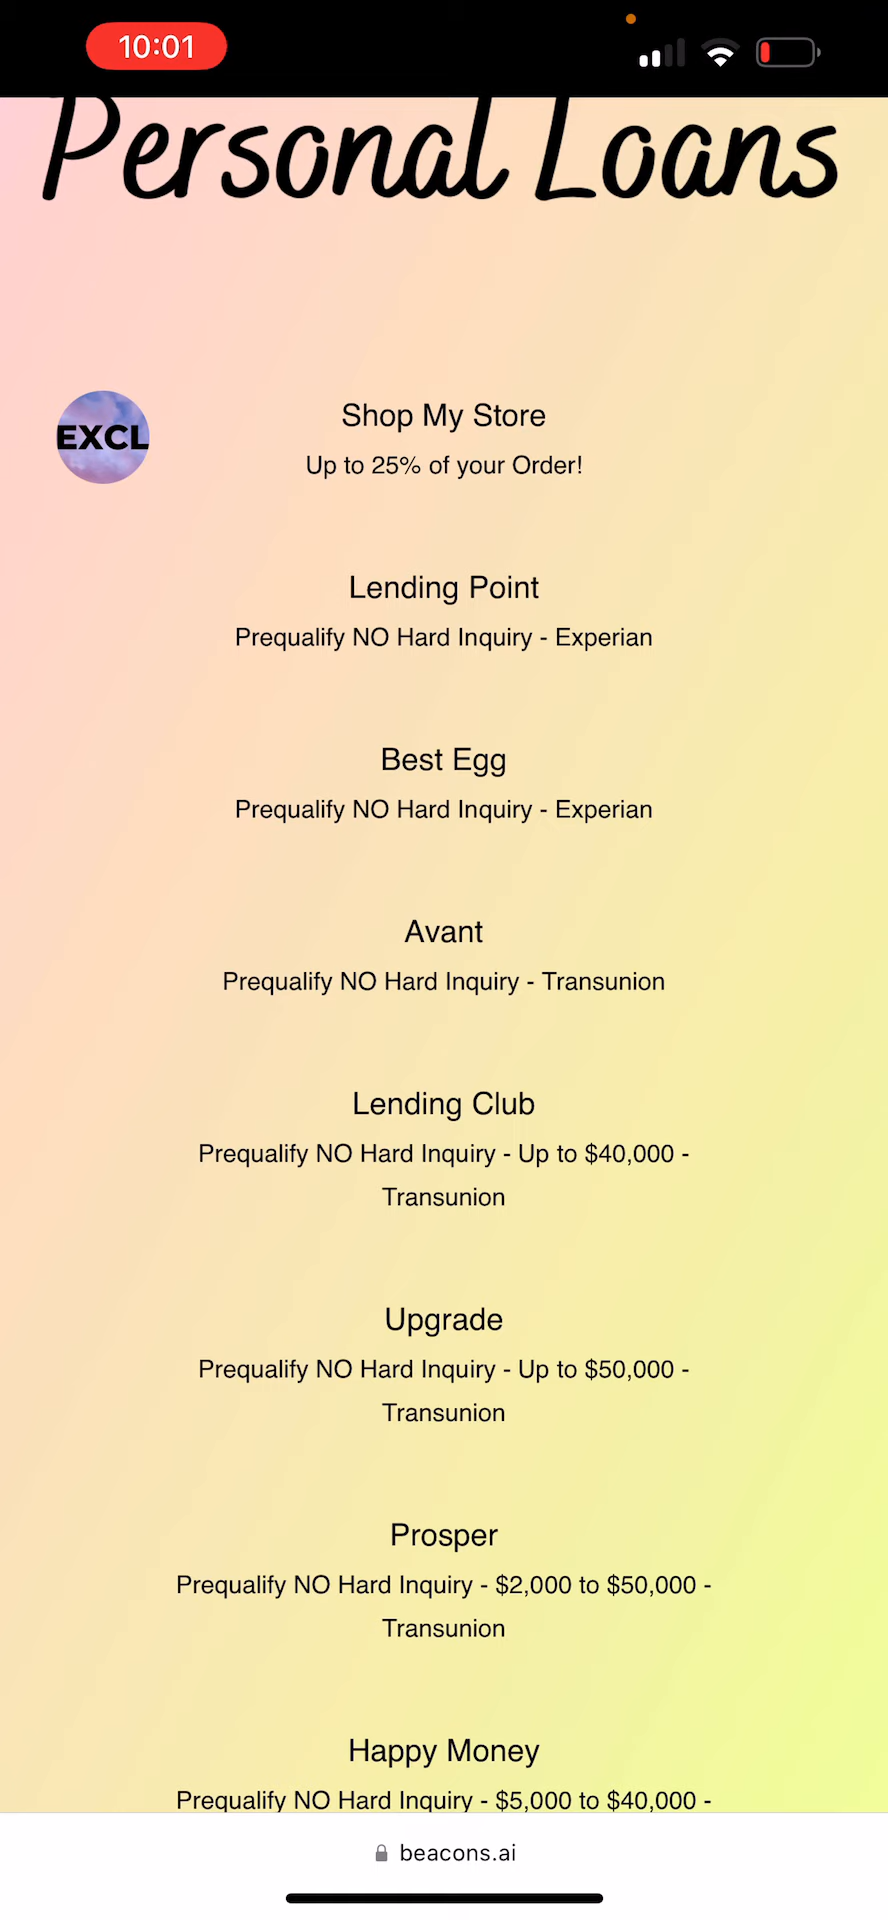 10:01
Personal Loans
EXCL
Shop My Store
Up to 25% of your Order!
Lending Point
Prequalify NO Hard Inquiry - Experian
Best Egg
Prequalify NO Hard Inquiry - Experian
Avant
Prequalify NO Hard Inquiry - Transunion
Lending Club
Prequalify NO Hard Inquiry - Up to $40,000 -
Transunion
Upgrade
Prequalify NO Hard Inquiry - Up to $50,000 -
Transunion
Prosper
Prequalify NO Hard Inquiry - $2,000 to $50,000 -
Transunion
Happy Money
Prequalify NO Hard Inquiry - $5,000 to $40,000 -
beacons.ai